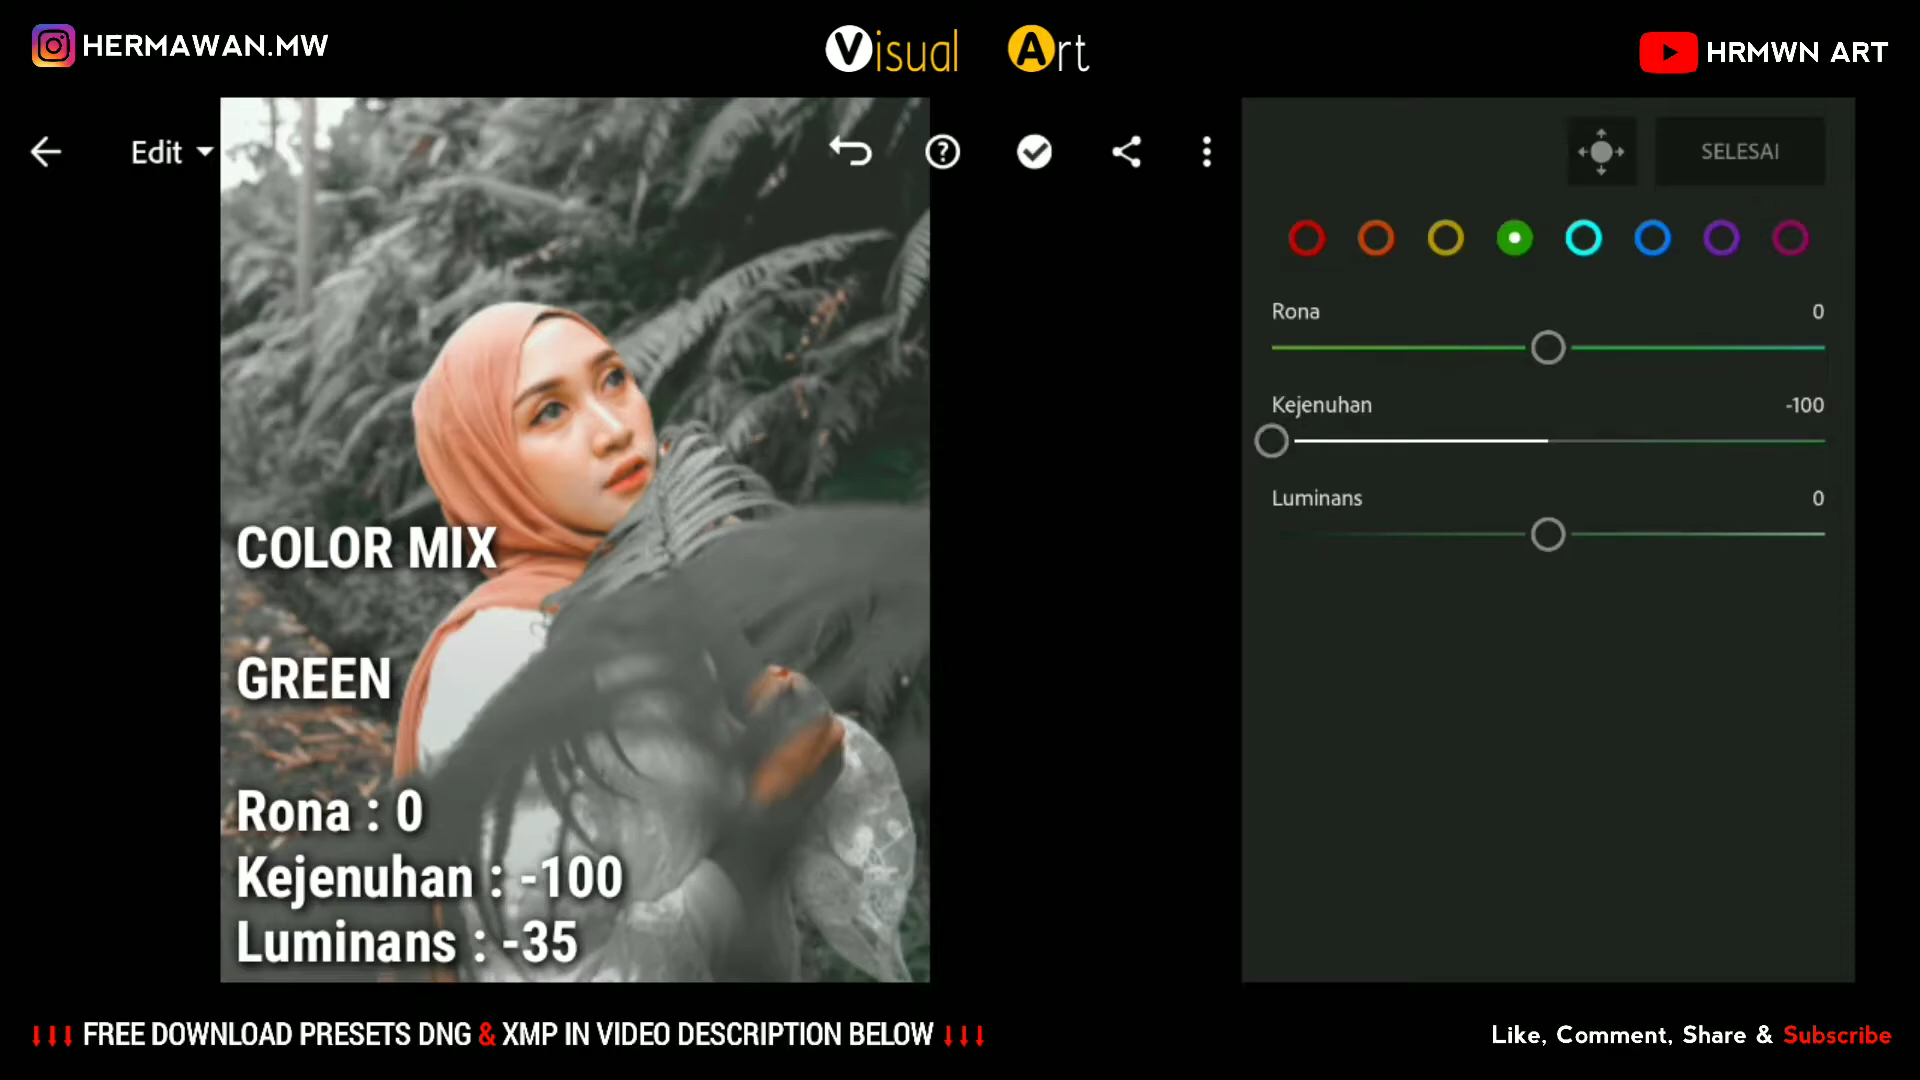 HERMAWAN.MW
Visual Art
HRMWN ART
Edit
SELESAI
Rona 0
Kejenuhan -100
Luminans 0
COLOR MIX
GREEN
Rona : 0
Kejenuhan : -100
Luminans : -35
FREE DOWNLOAD PRESETS DNG & XMP IN VIDEO DESCRIPTION BELOW
Like, Comment, Share & Subscribe